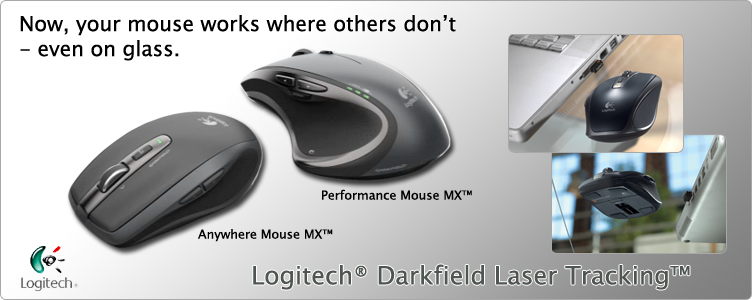 Now, your mouse works where others don't
– even on glass.
Performance Mouse MX™
Anywhere Mouse MX™
Logitech
Logitech® Darkfield Laser Tracking™